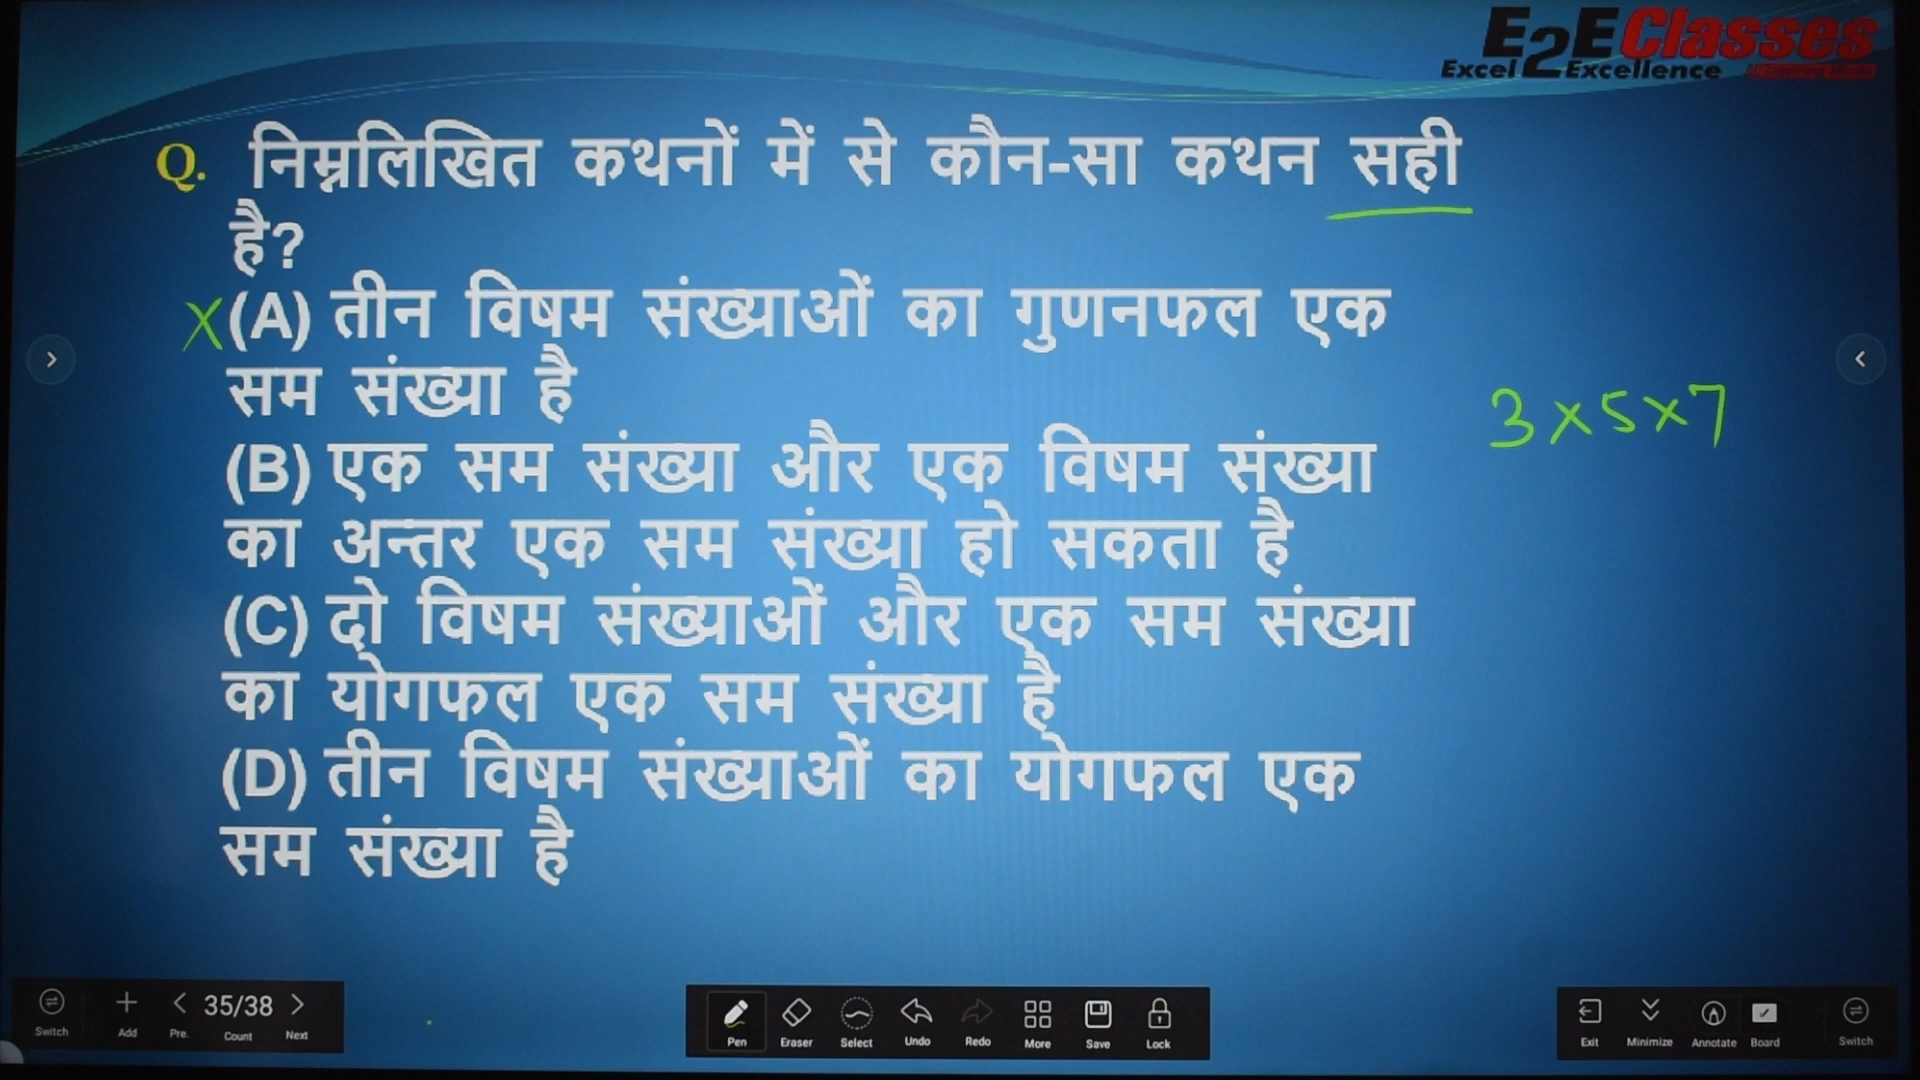 E2E Classes
Excel 2 Excellence
Q. निम्नलिखित कथनों में से कौन-सा कथन सही
है?
X (A) तीन विषम संख्याओं का गुणनफल एक
सम संख्या है
3×5×7
(B) एक सम संख्या और एक विषम संख्या
का अन्तर एक सम संख्या हो सकता है
(C) दो विषम संख्याओं और एक सम संख्या
का योगफल एक सम संख्या है
(D) तीन विषम संख्याओं का योगफल एक
सम संख्या है
35/38
Switch Add Pre. Count Next
Pen Eraser Select Undo Redo More Save Lock
Exit Minimize Annotate Board Switch